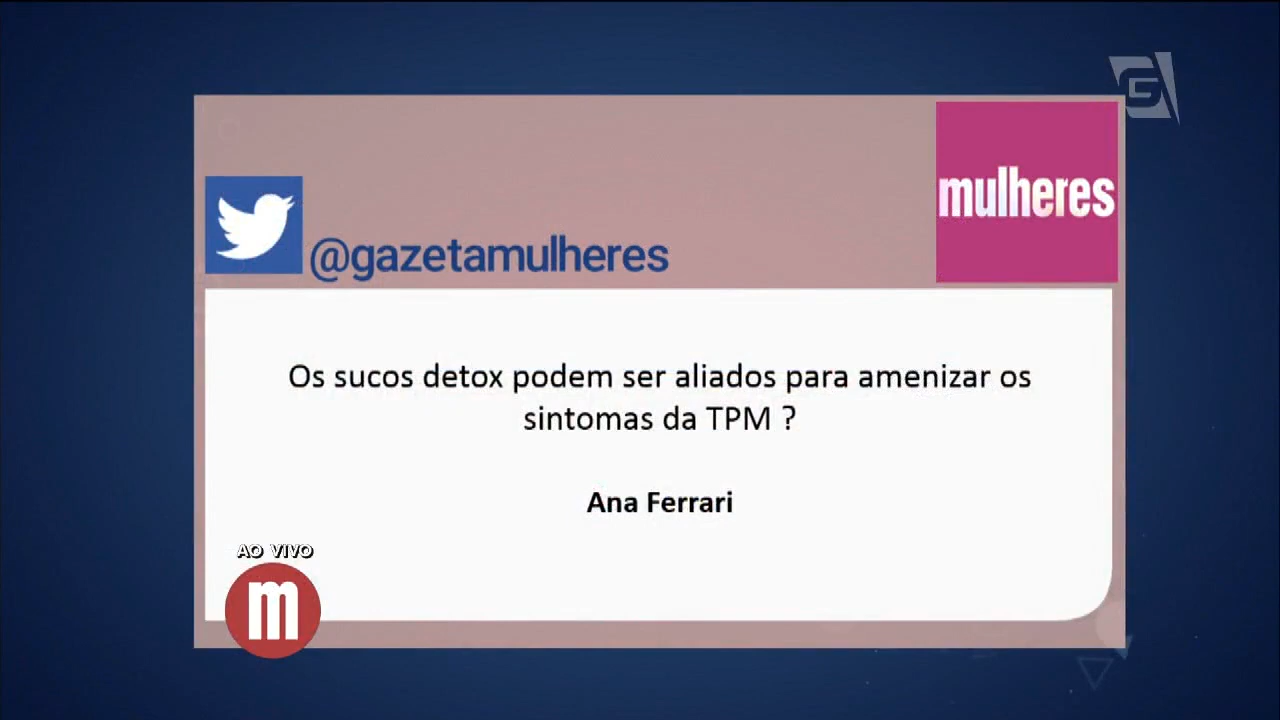 G
mulheres
@gazetamulheres
Os sucos detox podem ser aliados para amenizar os
sintomas da TPM ?
Ana Ferrari
AO VIVO
m